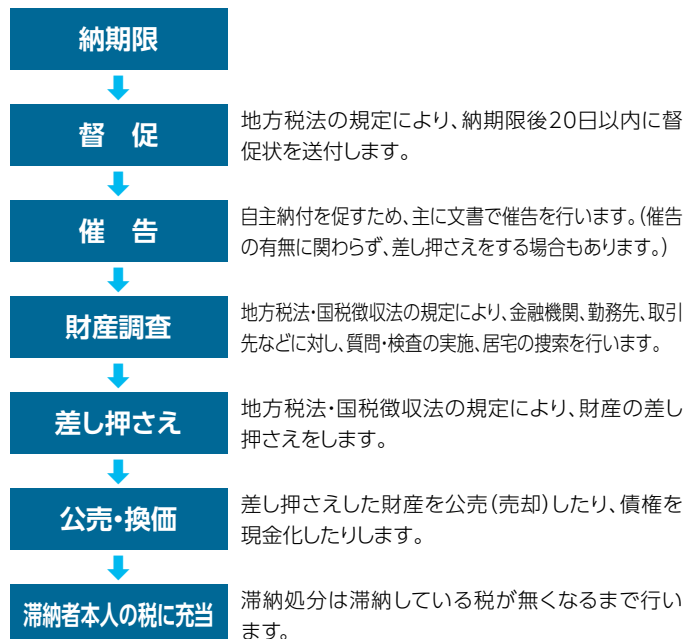 納期限
督　促
地方税法の規定により、納期限後20日以内に督
促状を送付します。
催　告
自主納付を促すため、主に文書で催告を行います。(催告
の有無に関わらず、差し押さえをする場合もあります。)
財産調査
地方税法・国税徴収法の規定により、金融機関、勤務先、取引
先などに対し、質問・検査の実施、居宅の捜索を行います。
差し押さえ
地方税法・国税徴収法の規定により、財産の差し
押さえをします。
公売・換価
差し押さえした財産を公売(売却)したり、債権を
現金化したりします。
滞納者本人の税に充当
滞納処分は滞納している税が無くなるまで行い
ます。